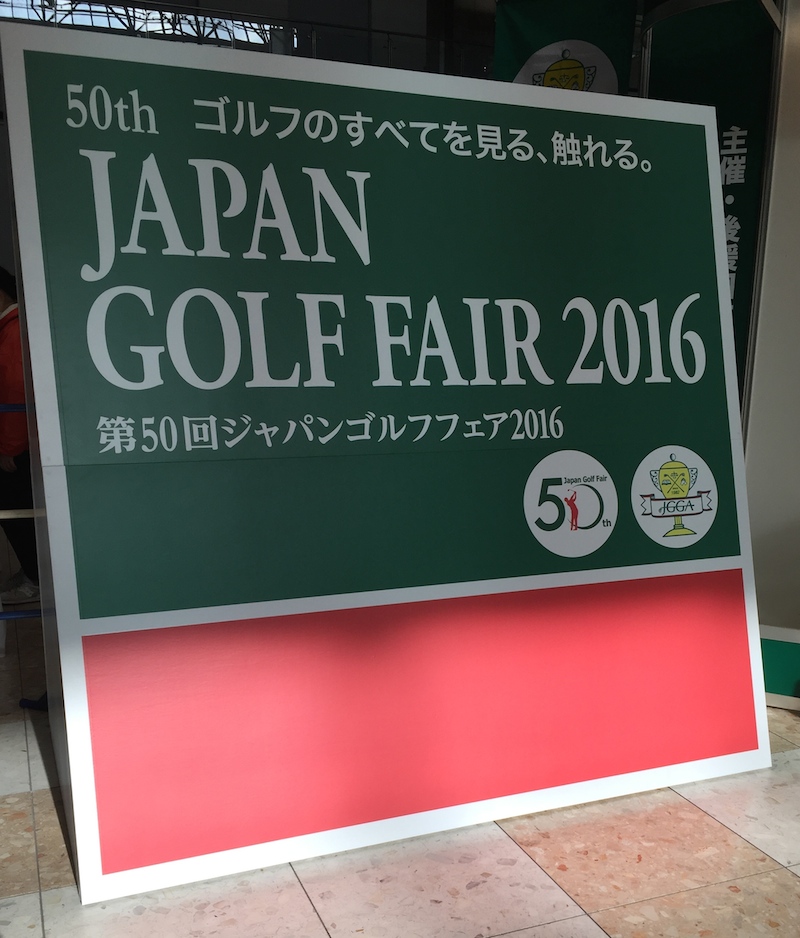 50th ゴルフのすべてを見る、触れる。
JAPAN
GOLF FAIR 2016
第50回ジャパンゴルフフェア2016
Japan Golf Fair
50th
JGGA
主催・後援